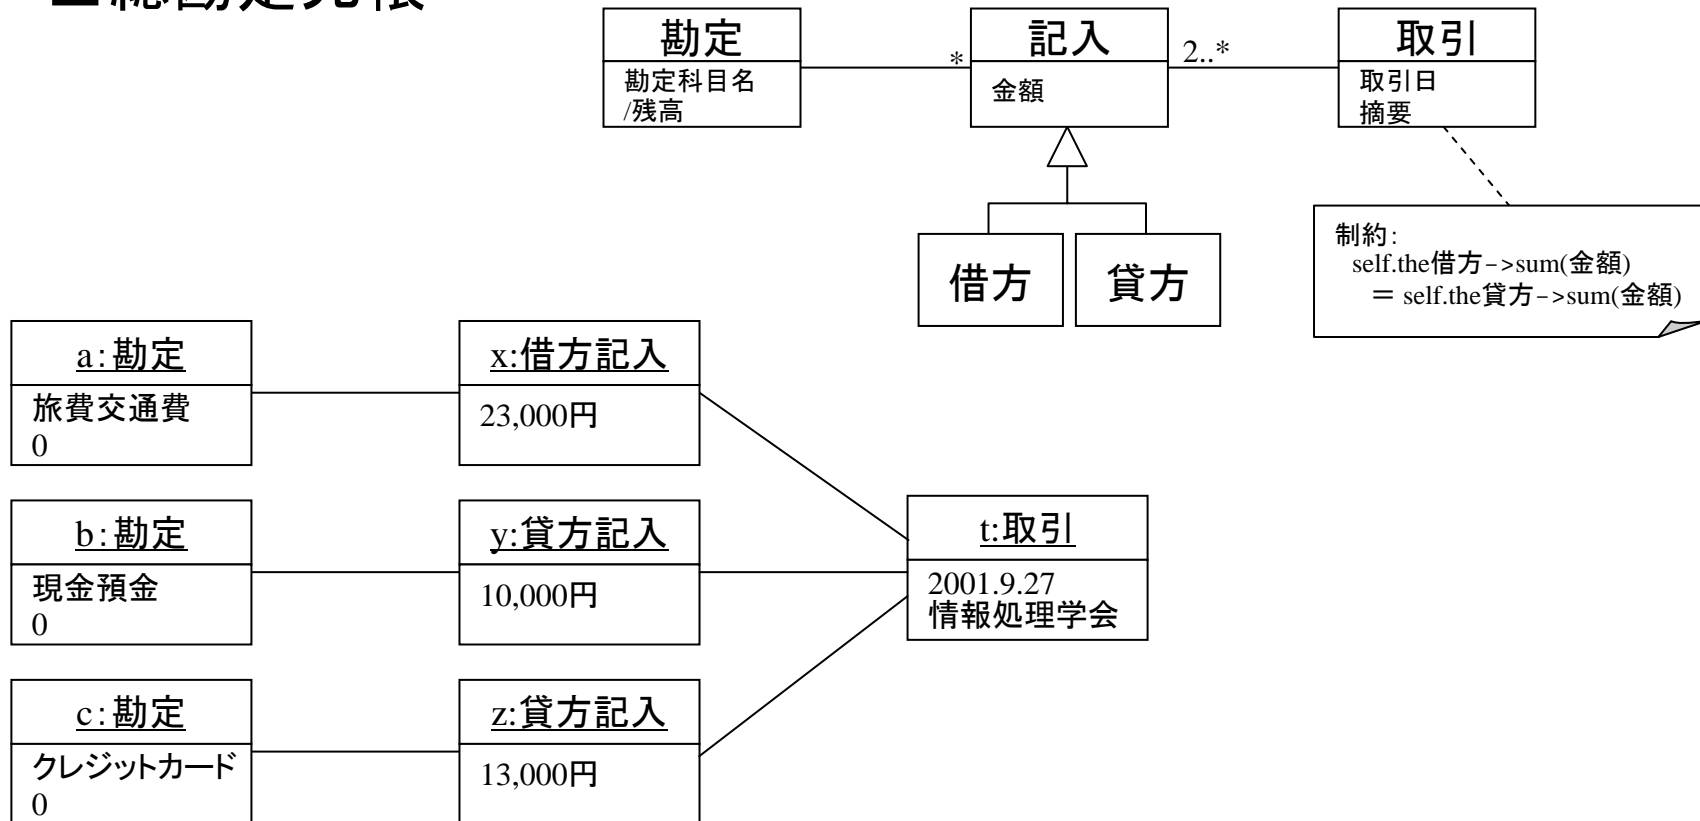 総勘定元帳
勘定
勘定科目名
/残高
*
記入
金額
2..*
取引
取引日
摘要
借方
貸方
制約:
self.the借方->sum(金額)
= self.the貸方->sum(金額)
a:勘定
旅費交通費
0
x:借方記入
23,000円
b:勘定
現金預金
0
y:貸方記入
10,000円
t:取引
2001.9.27
情報処理学会
c:勘定
クレジットカード
0
z:貸方記入
13,000円